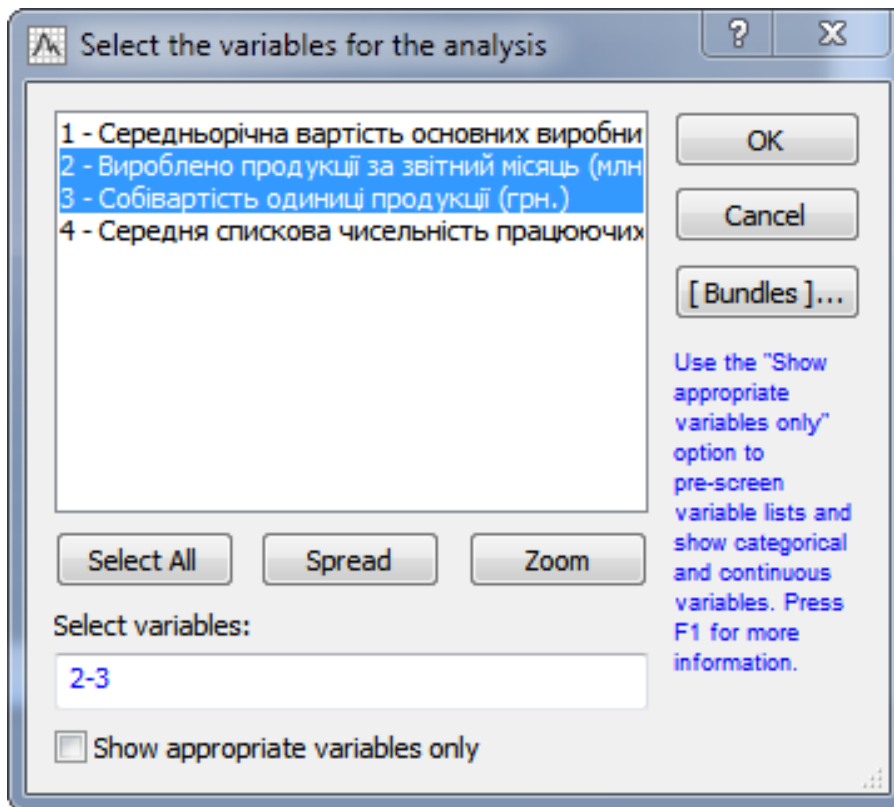 Select the variables for the analysis
1 - Середньорічна вартість основних виробни
2 - Вироблено продукції за звітний місяць (млн
3 - Собівартість одиниці продукції (грн.)
4 - Середня спискова чисельність працюючих
OK
Cancel
[ Bundles ]...
Use the "Show
appropriate
variables only"
option to
pre-screen
variable lists and
show categorical
and continuous
variables. Press
F1 for more
information.
Select All
Spread
Zoom
Select variables:
2-3
Show appropriate variables only